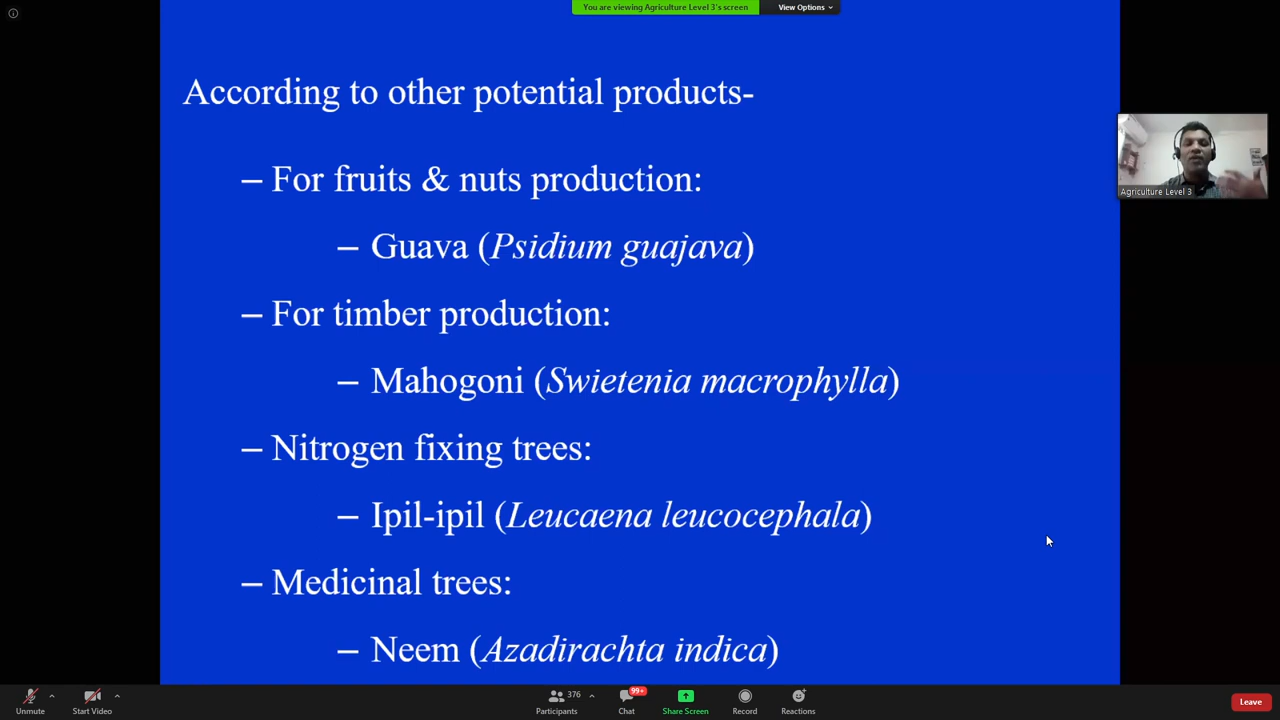 You are viewing Agriculture Level 3's screen
View Options
According to other potential products-
– For fruits & nuts production:
– Guava (Psidium guajava)
– For timber production:
– Mahogoni (Swietenia macrophylla)
– Nitrogen fixing trees:
– Ipil-ipil (Leucaena leucocephala)
– Medicinal trees:
– Neem (Azadirachta indica)
Agriculture Level 3
Unmute
Start Video
Participants 376
Chat 99+
Share Screen
Record
Reactions
Leave